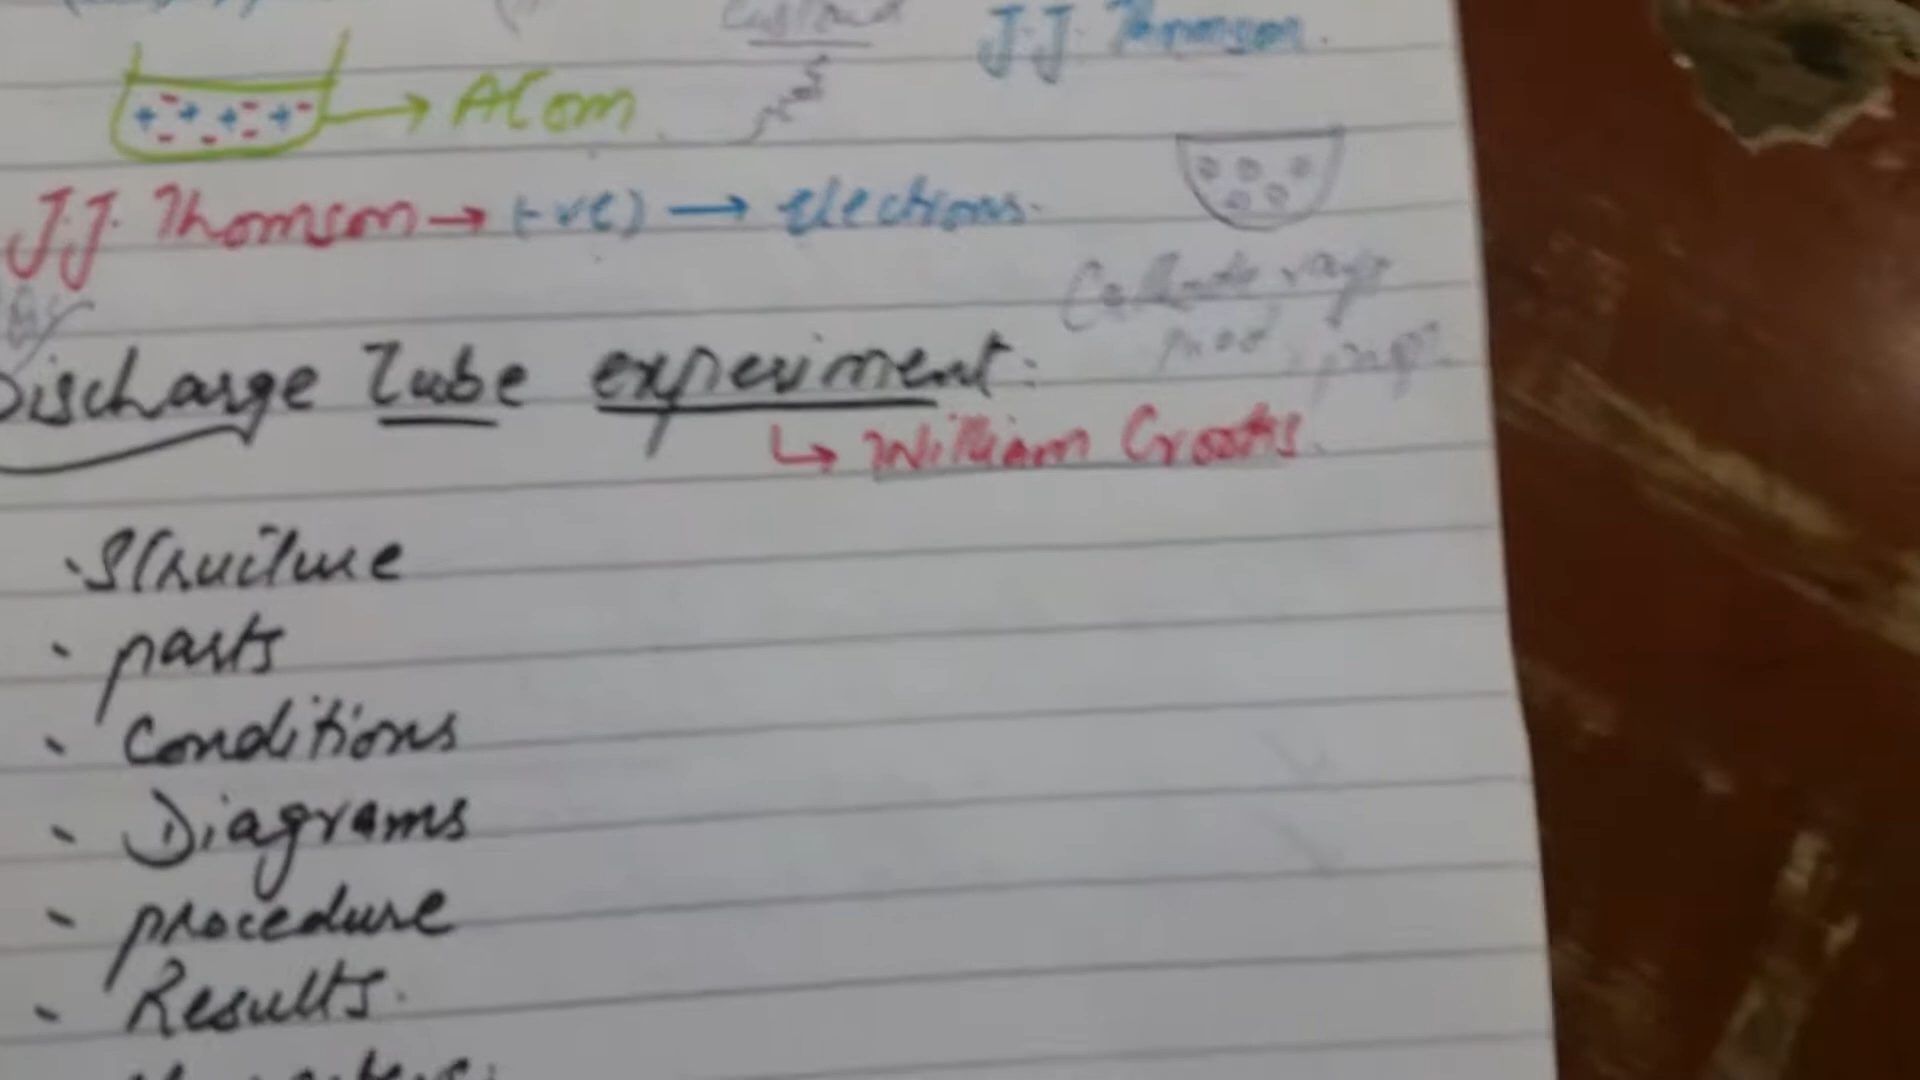 J.J. Thomson.
Atom
J.J. Thomson → (-ve) → electrons.
Discharge Tube experiment:
↳ William Crooks.
· Structure
· parts
· Conditions
· Diagrams
· procedure
· Results.